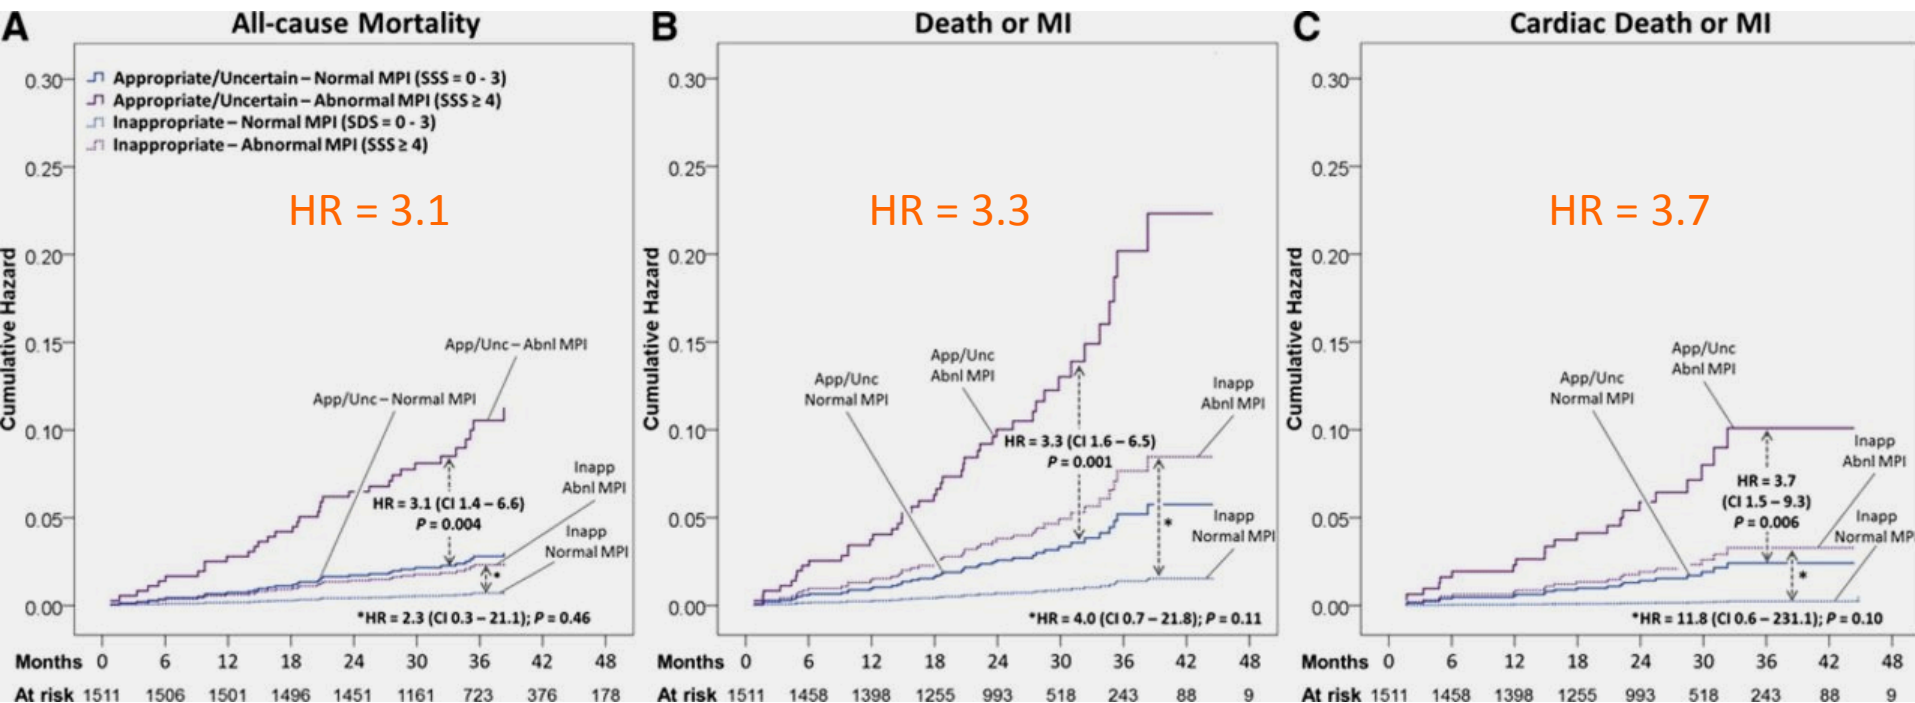 A All-cause Mortality
0.30
0.25
0.20
0.15
0.10
0.05
0.00
Cumulative Hazard
Appropriate/Uncertain – Normal MPI (SSS = 0 - 3)
Appropriate/Uncertain – Abnormal MPI (SSS ≥ 4)
Inappropriate – Normal MPI (SDS = 0 - 3)
Inappropriate – Abnormal MPI (SSS ≥ 4)
HR = 3.1
App/Unc – Abnl MPI
App/Unc – Normal MPI
Inapp
Abnl MPI
HR = 3.1 (CI 1.4 – 6.6)
P = 0.004
Inapp
Normal MPI
*
*HR = 2.3 (CI 0.3 – 21.1); P = 0.46
Months 0 6 12 18 24 30 36 42 48
At risk 1511 1506 1501 1496 1451 1161 723 376 178
B Death or MI
0.30
0.25
0.20
0.15
0.10
0.05
0.00
Cumulative Hazard
HR = 3.3
App/Unc
Abnl MPI
App/Unc
Normal MPI
Inapp
Abnl MPI
HR = 3.3 (CI 1.6 – 6.5)
P = 0.001
*
Inapp
Normal MPI
*HR = 4.0 (CI 0.7 – 21.8); P = 0.11
Months 0 6 12 18 24 30 36 42 48
At risk 1511 1458 1398 1255 993 518 243 88 9
C Cardiac Death or MI
0.30
0.25
0.20
0.15
0.10
0.05
0.00
Cumulative Hazard
HR = 3.7
App/Unc
Abnl MPI
App/Unc
Normal MPI
Inapp
Abnl MPI
HR = 3.7
(CI 1.5 – 9.3)
P = 0.006
Inapp
Normal MPI
*
*HR = 11.8 (CI 0.6 – 231.1); P = 0.10
Months 0 6 12 18 24 30 36 42 48
At risk 1511 1458 1398 1255 993 518 243 88 9